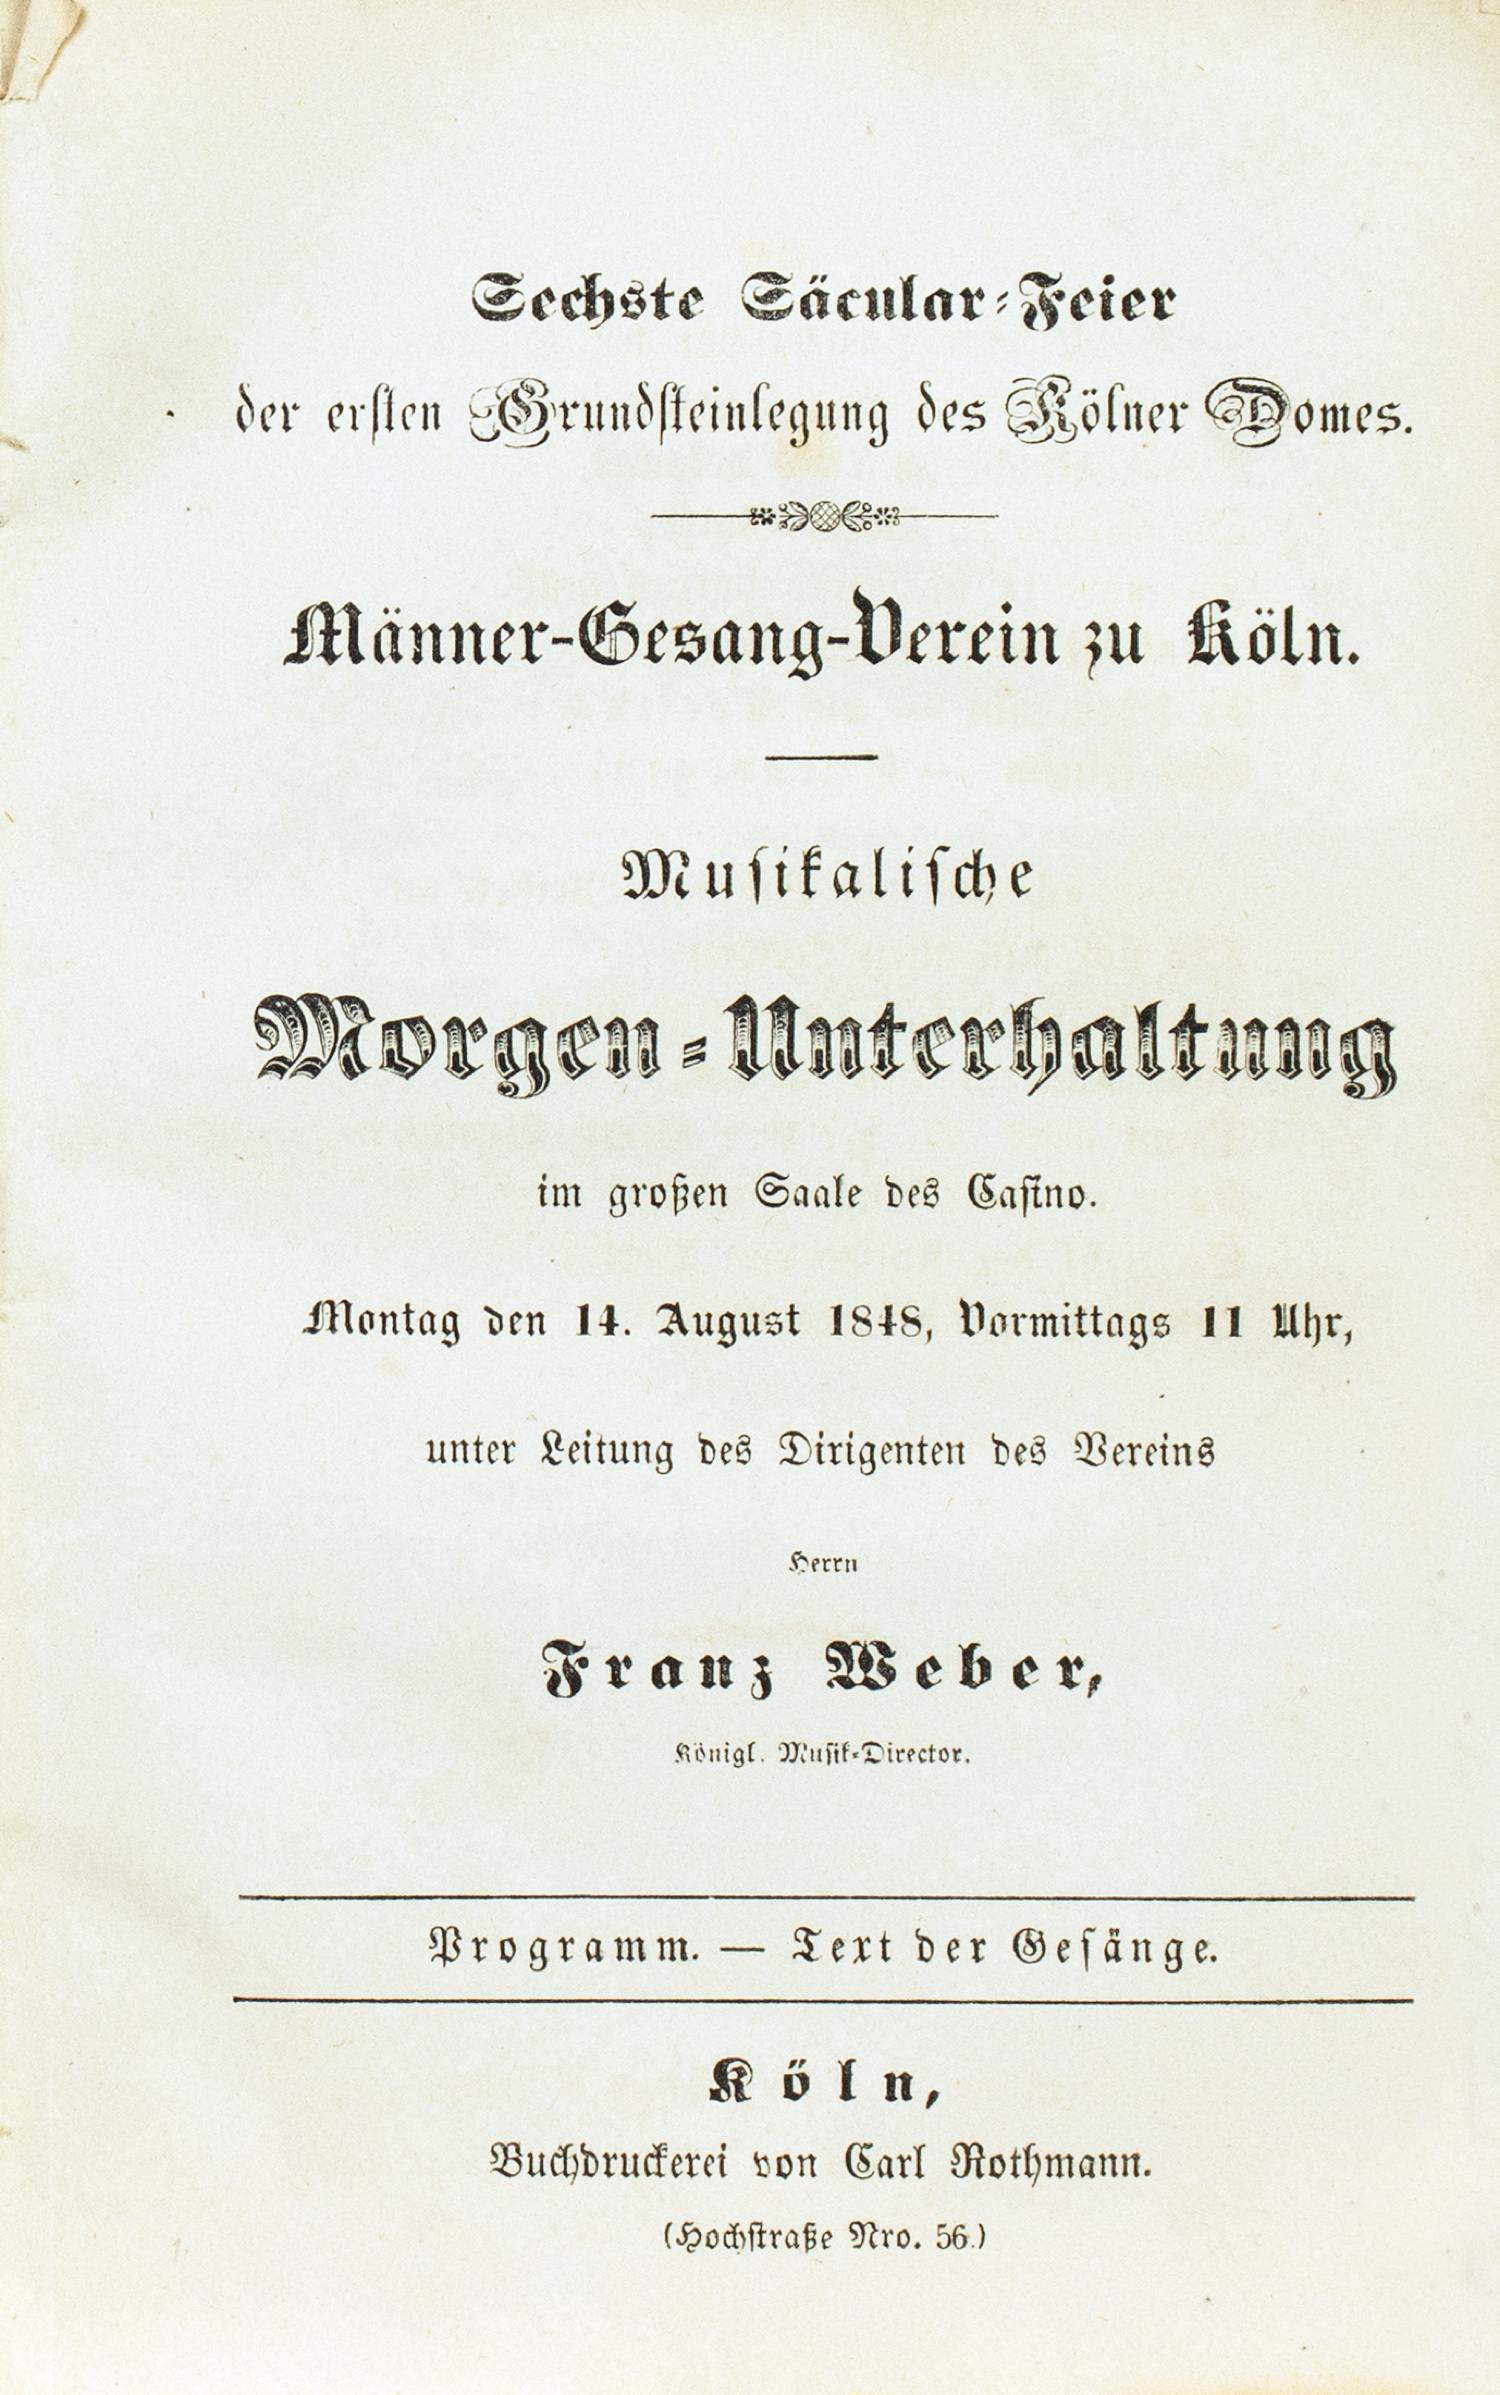 Sechste Säcular-Feier
der ersten Grundsteinlegung des Kölner Domes.
Männer-Gesang-Verein zu Köln.
Musikalische
Morgen-Unterhaltung
im großen Saale des Casino.
Montag den 14. August 1848, Vormittags 11 Uhr,
unter Leitung des Dirigenten des Vereins
Herrn
Franz Weber,
Königl. Musik-Director.
Programm. — Text der Gesänge.
Köln,
Buchdruckerei von Carl Rothmann.
(Hochstraße Nro. 56.)